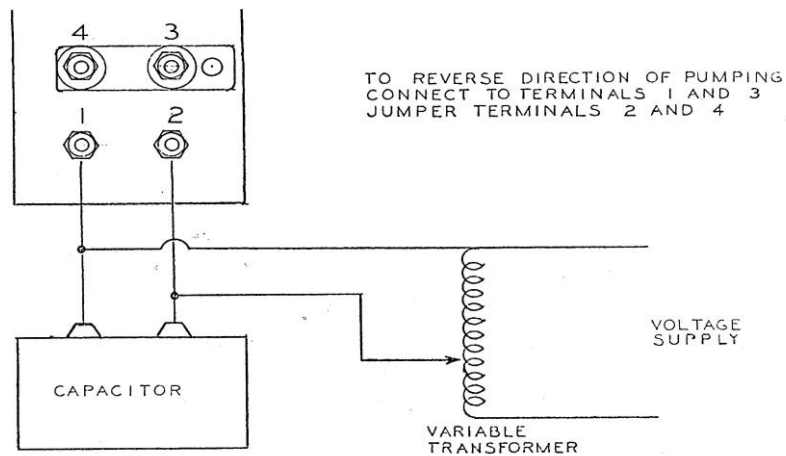 4 3
1 2
TO REVERSE DIRECTION OF PUMPING
CONNECT TO TERMINALS 1 AND 3
JUMPER TERMINALS 2 AND 4
VOLTAGE
SUPPLY
CAPACITOR
VARIABLE
TRANSFORMER